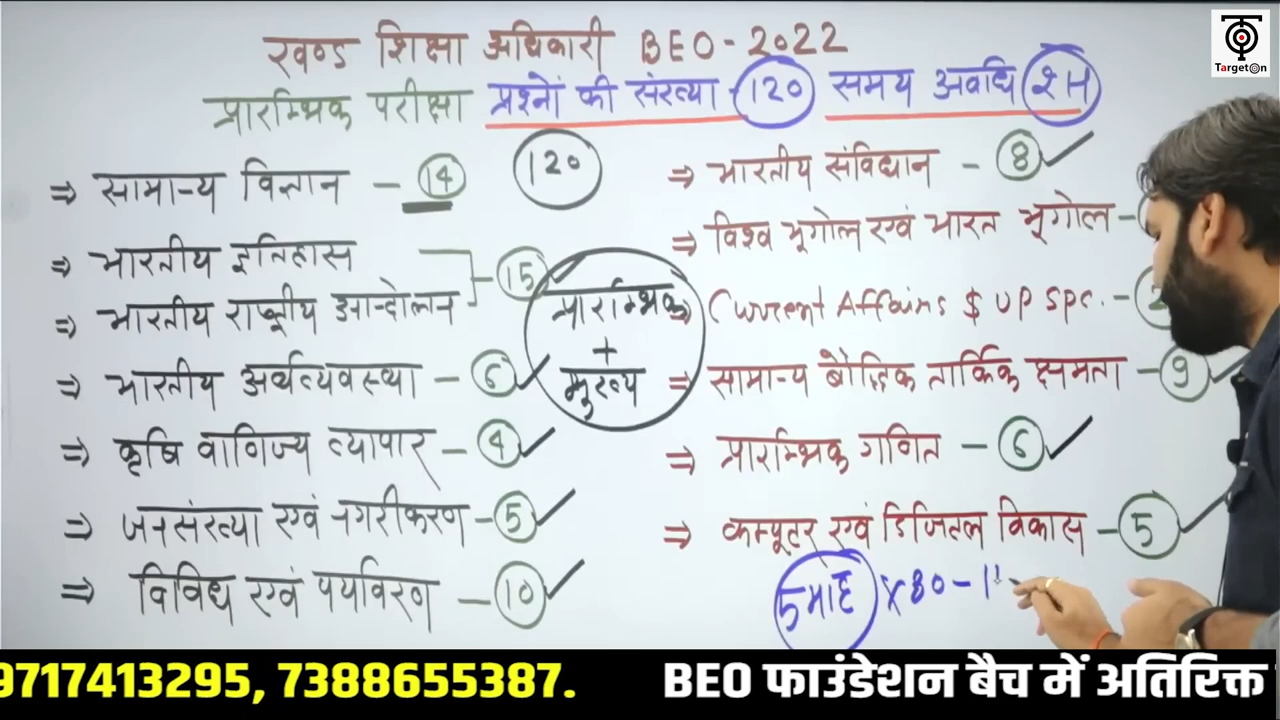 खण्ड शिक्षा अधिकारी BEO-2022
प्रारम्भिक परीक्षा प्रश्नों की संख्या - 120 समय अवधि 2H
120
⇒ सामान्य विज्ञान - 14
⇒ भारतीय इतिहास
⇒ भारतीय राष्ट्रीय आन्दोलन - 15
⇒ भारतीय अर्थव्यवस्था - 6
⇒ कृषि वाणिज्य व्यापार - 4
⇒ जनसंख्या एवं नगरीकरण - 5
⇒ विविध एवं पर्यावरण - 10
प्रारम्भिक
+
मुख्य
⇒ भारतीय संविधान - 8
⇒ विश्व भूगोल एवं भारत भूगोल -
Current Affairs $ UP Spc. -
⇒ सामान्य बौद्धिक तार्किक क्षमता - 9
⇒ प्रारम्भिक गणित - 6
⇒ कम्प्यूटर एवं डिजिटल विकास - 5
5 माह x 30 -
TargetOn
9717413295, 7388655387. BEO फाउंडेशन बैच में अतिरिक्त